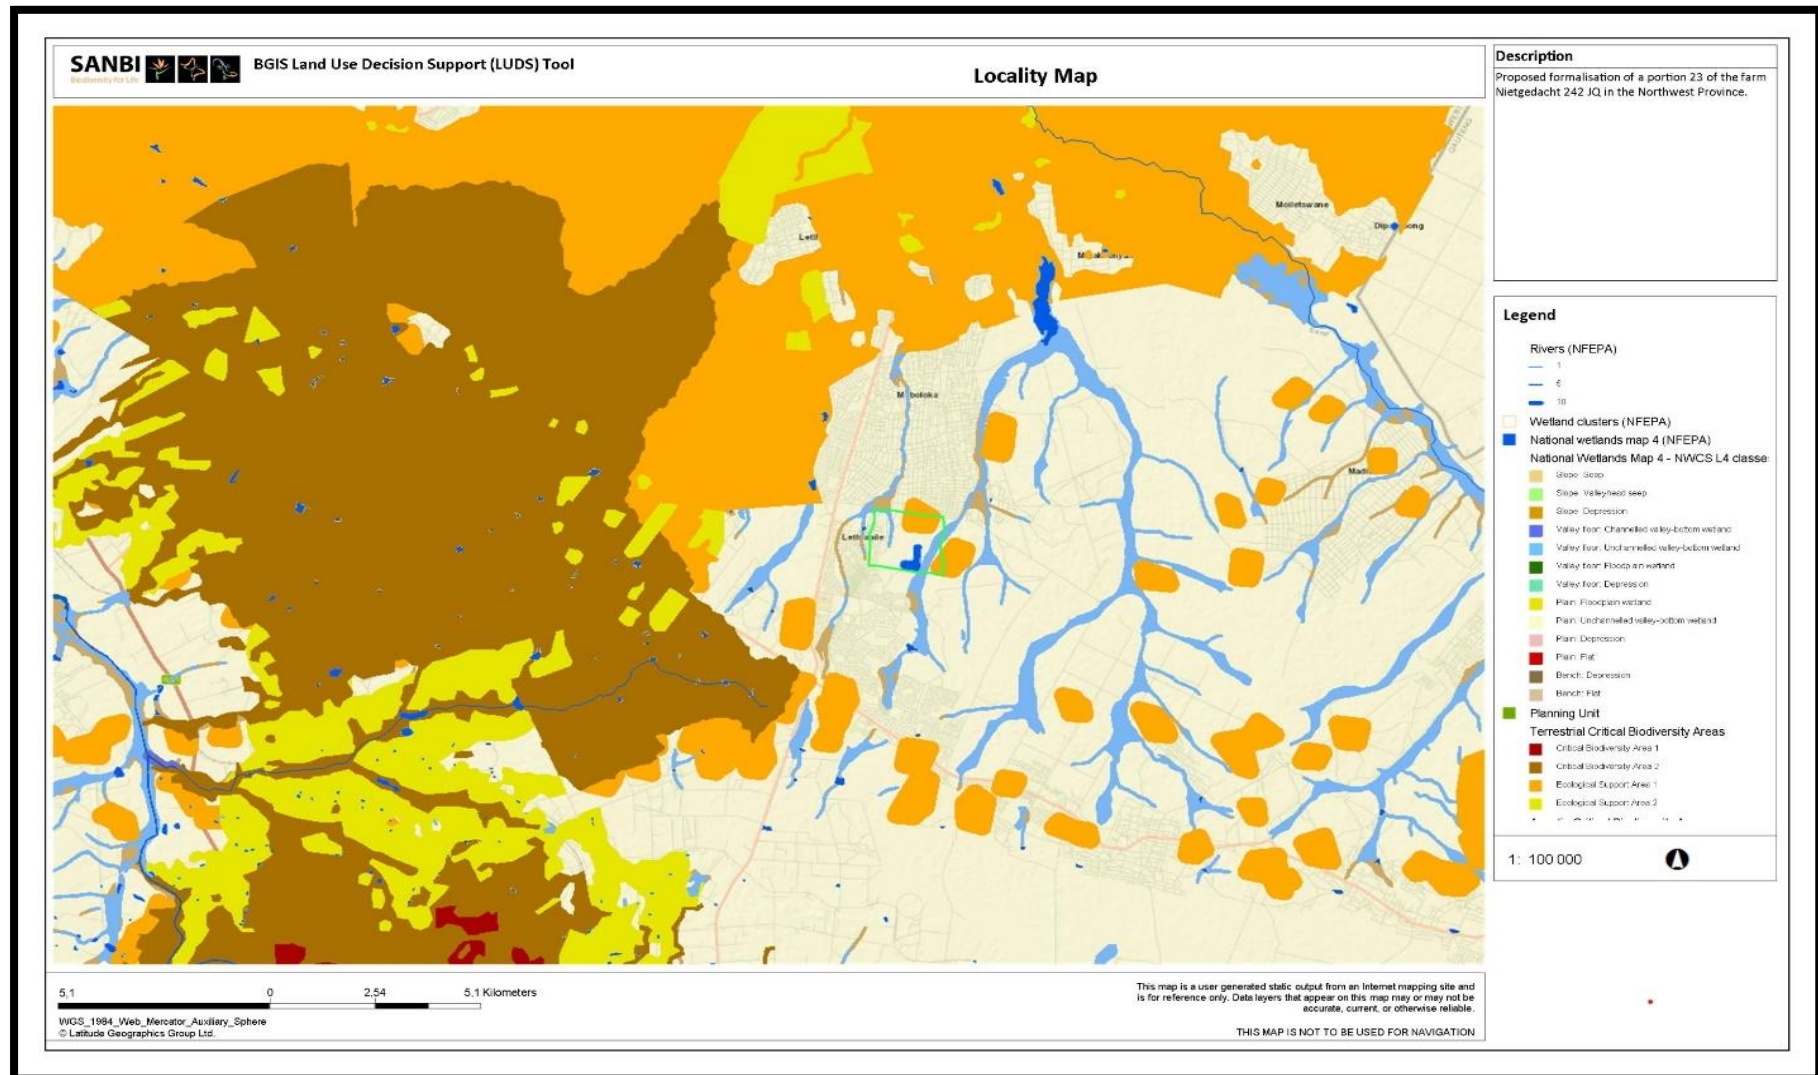 SANBI
Biodiversity for Life
BGIS Land Use Decision Support (LUDS) Tool
Locality Map
Description
Proposed formalisation of a portion 23 of the farm
Nietgedacht 242 JQ in the Northwest Province.
GAUTENG
Molletswane
Letl
M boloka
Madi
5,1
0
2,54
5,1 Kilometers
WGS_1984_Web_Mercator_Auxiliary_Sphere
© Latitude Geographics Group Ltd.
This map is a user generated static output from an Internet mapping site and
is for reference only. Data layers that appear on this map may or may not be
accurate, current, or otherwise reliable.
THIS MAP IS NOT TO BE USED FOR NAVIGATION
Legend
Rivers (NFEPA)
1
6
10
Wetland clusters (NFEPA)
National wetlands map 4 (NFEPA)
National Wetlands Map 4 - NWCS L4 classe
Slope: Seep
Slope: Valleyhead seep
Slope: Depression
Valley floor: Channelled valley-bottom wetland
Valley floor: Unchannelled valley-bottom wetland
Valley floor: Floodplain wetland
Valley floor: Depression
Plain: Floodplain wetland
Plain: Unchannelled valley-bottom wetland
Plain: Depression
Plain: Flat
Bench: Depression
Bench: Flat
Planning Unit
Terrestrial Critical Biodiversity Areas
Critical Biodiversity Area 1
Critical Biodiversity Area 2
Ecological Support Area 1
Ecological Support Area 2
1: 100 000